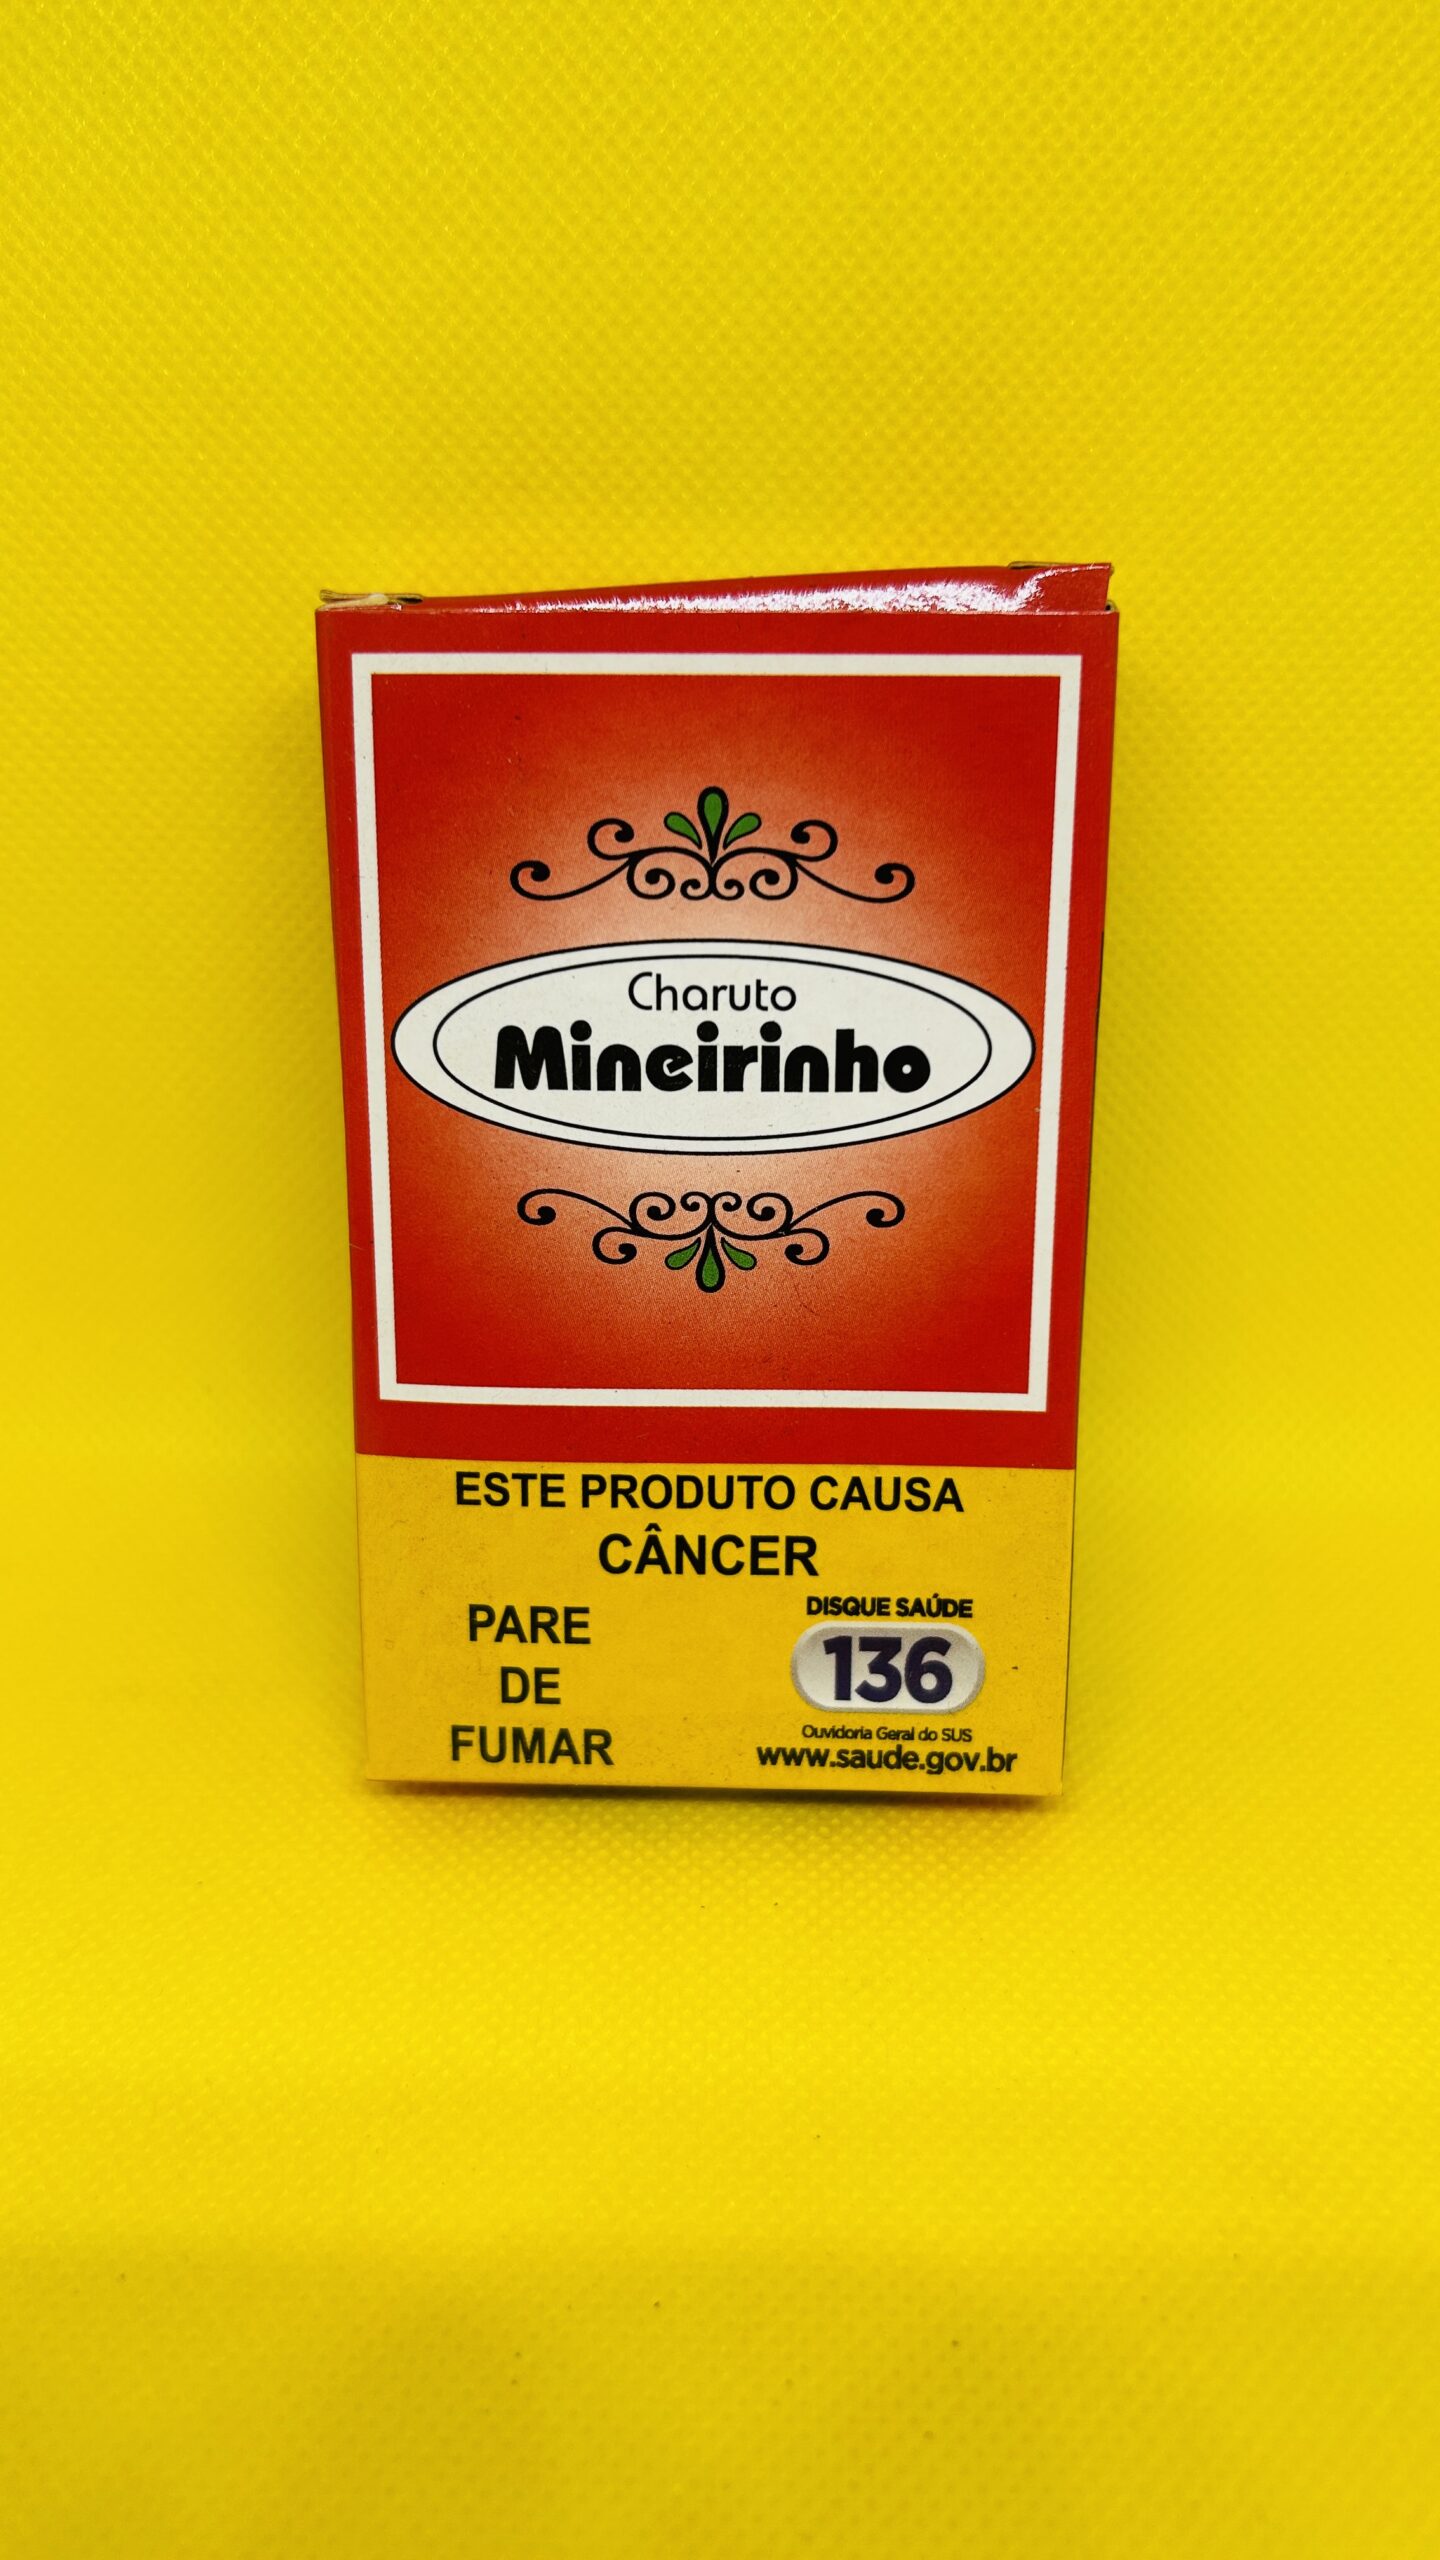 Charuto
Mineirinho
ESTE PRODUTO CAUSA
CÂNCER
PARE
DE
FUMAR
DISQUE SAÚDE
136
Ouvidoria Geral do SUS
www.saude.gov.br